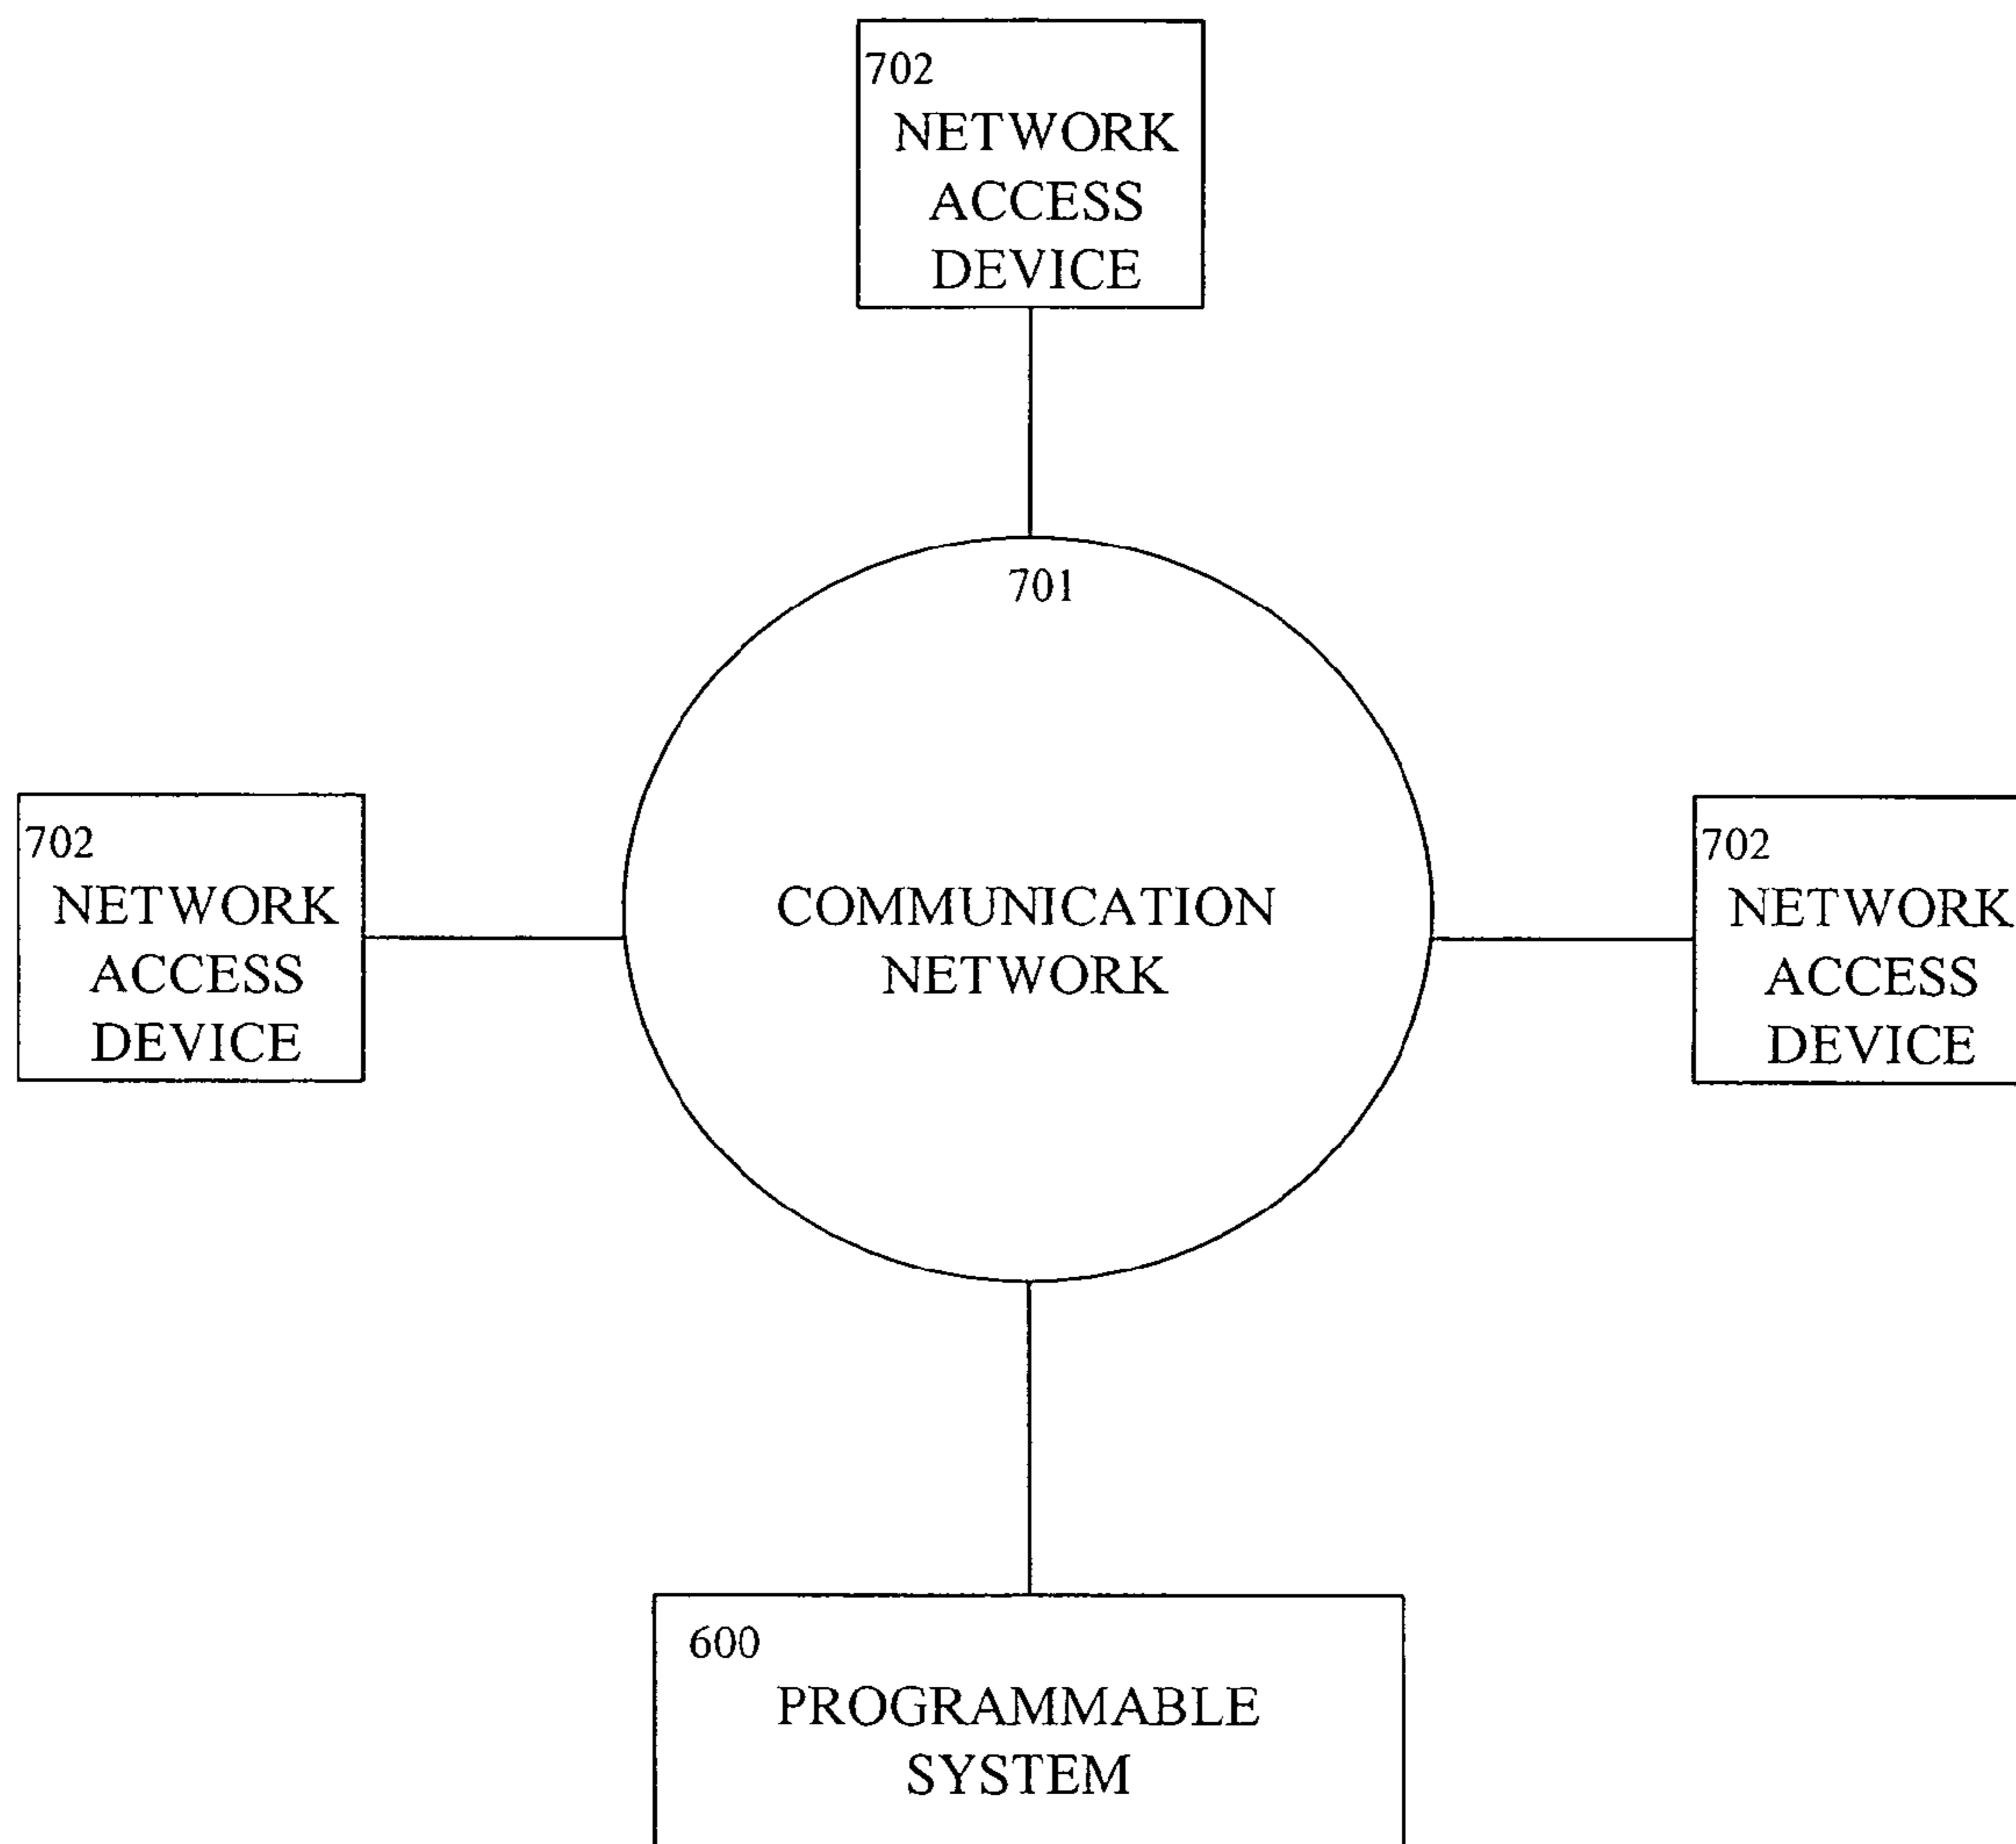 702
NETWORK
ACCESS
DEVICE
701
COMMUNICATION
NETWORK
702
NETWORK
ACCESS
DEVICE
702
NETWORK
ACCESS
DEVICE
600
PROGRAMMABLE
SYSTEM